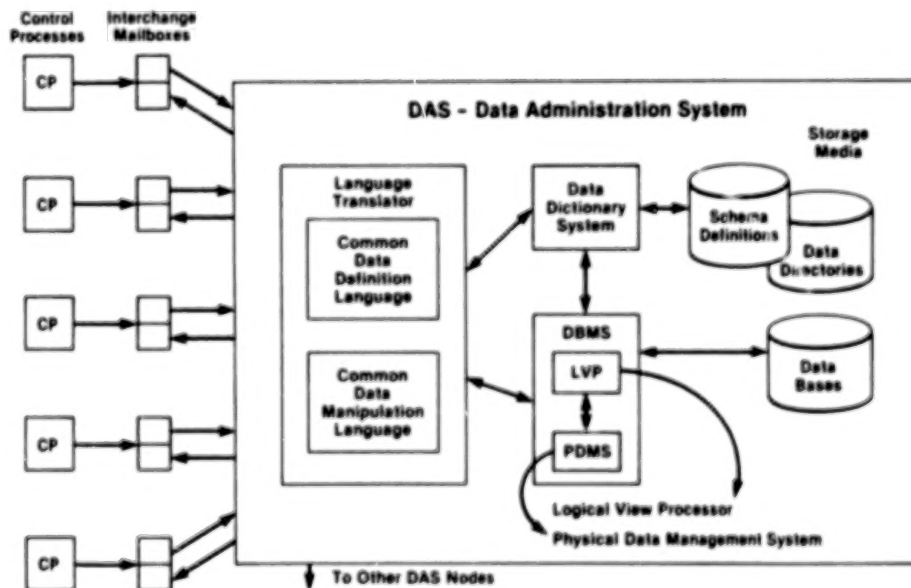 Control
Processes
Interchange
Mailboxes
CP
CP
CP
CP
CP
DAS - Data Administration System
Storage
Media
Language
Translator
Common
Data
Definition
Language
Common
Data
Manipulation
Language
Data
Dictionary
System
Schema
Definitions
Data
Directories
DBMS
LVP
PDMS
Data
Bases
Logical View Processor
Physical Data Management System
To Other DAS Nodes